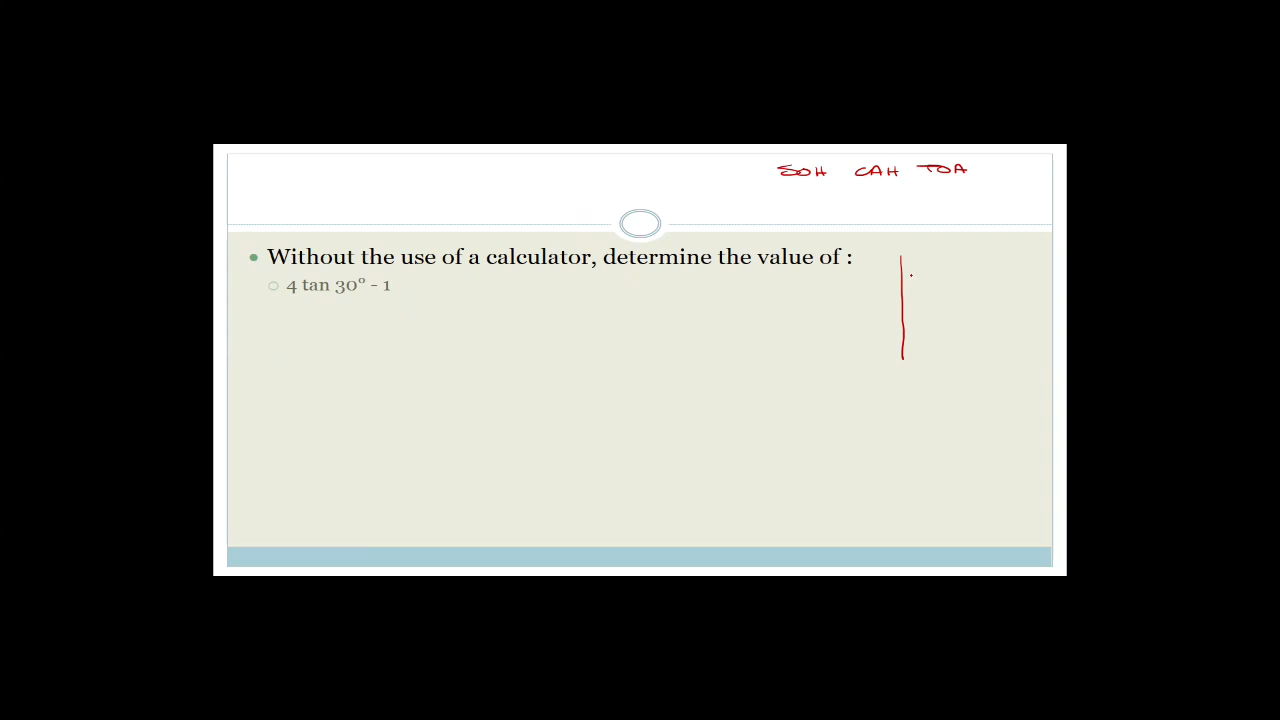 SOH CAH TOA
Without the use of a calculator, determine the value of :
4 tan 30° - 1